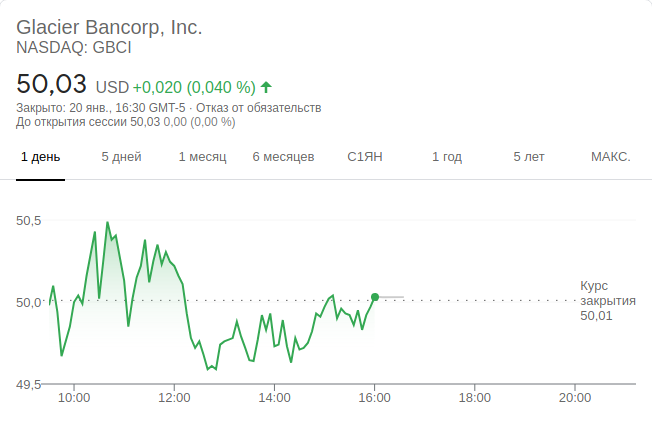 Glacier Bancorp, Inc.
NASDAQ: GBCI
50,03 USD +0,020 (0,040 %)
Закрыто: 20 янв., 16:30 GMT-5 · Отказ от обязательств
До открытия сессии 50,03 0,00 (0,00 %)
1 день 5 дней 1 месяц 6 месяцев С1ЯН 1 год 5 лет МАКС.
50,5
50,0
49,5
Курс
закрытия
50,01
10:00 12:00 14:00 16:00 18:00 20:00